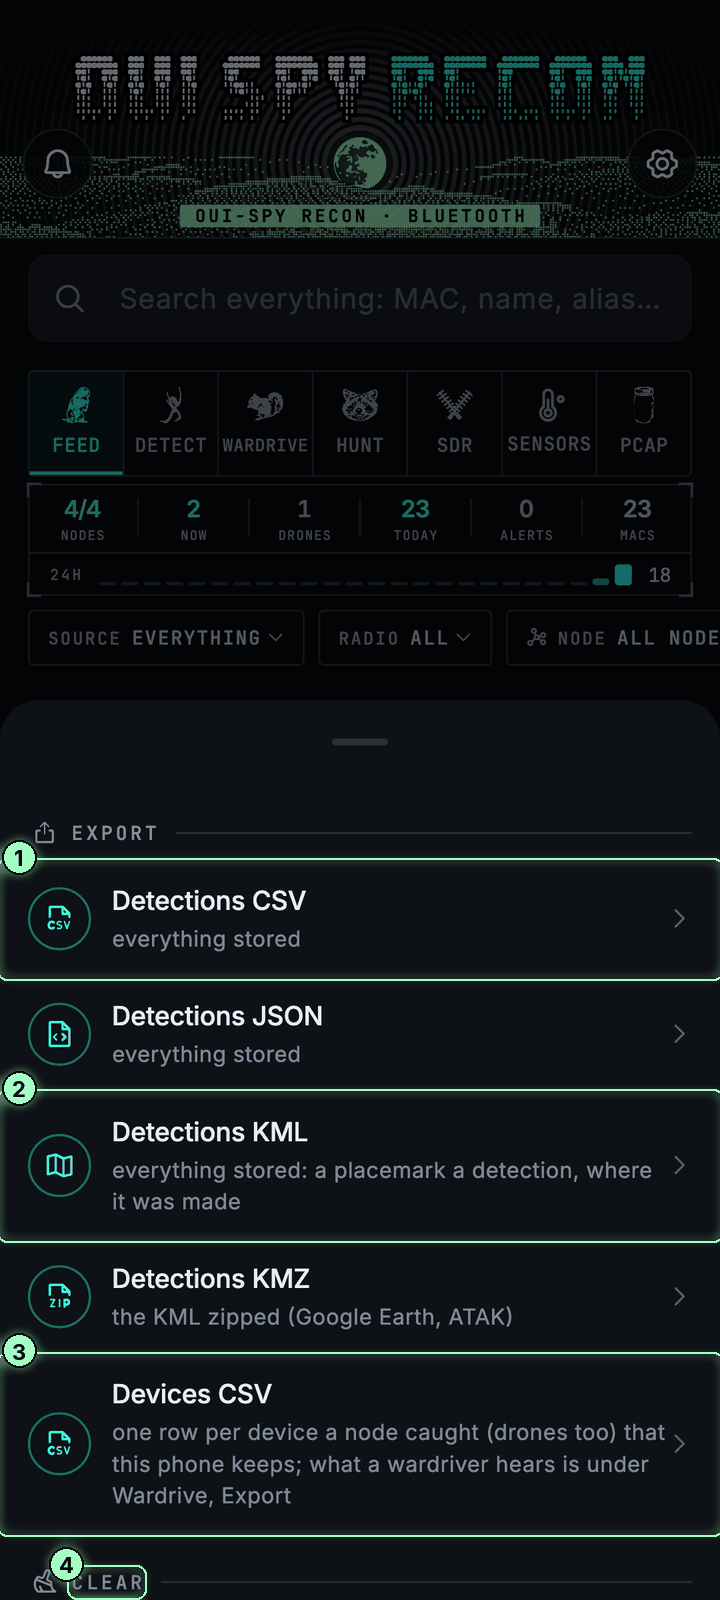 OUI SPY RECON
OUI-SPY RECON · BLUETOOTH
Search everything: MAC, name, alias...
FEED DETECT WARDRIVE HUNT SDR SENSORS PCAP
4/4 2 1 23 0 23
NODES NOW DRONES TODAY ALERTS MACS
24H 18
SOURCE EVERYTHING RADIO ALL NODE ALL NODE
EXPORT
1
Detections CSV
CSV
everything stored
Detections JSON
everything stored
2
Detections KML
everything stored: a placemark a detection, where
it was made
Detections KMZ
ZIP
the KML zipped (Google Earth, ATAK)
3
Devices CSV
one row per device a node caught (drones too) that
CSV
this phone keeps; what a wardriver hears is under
Wardrive, Export
4
CLEAR